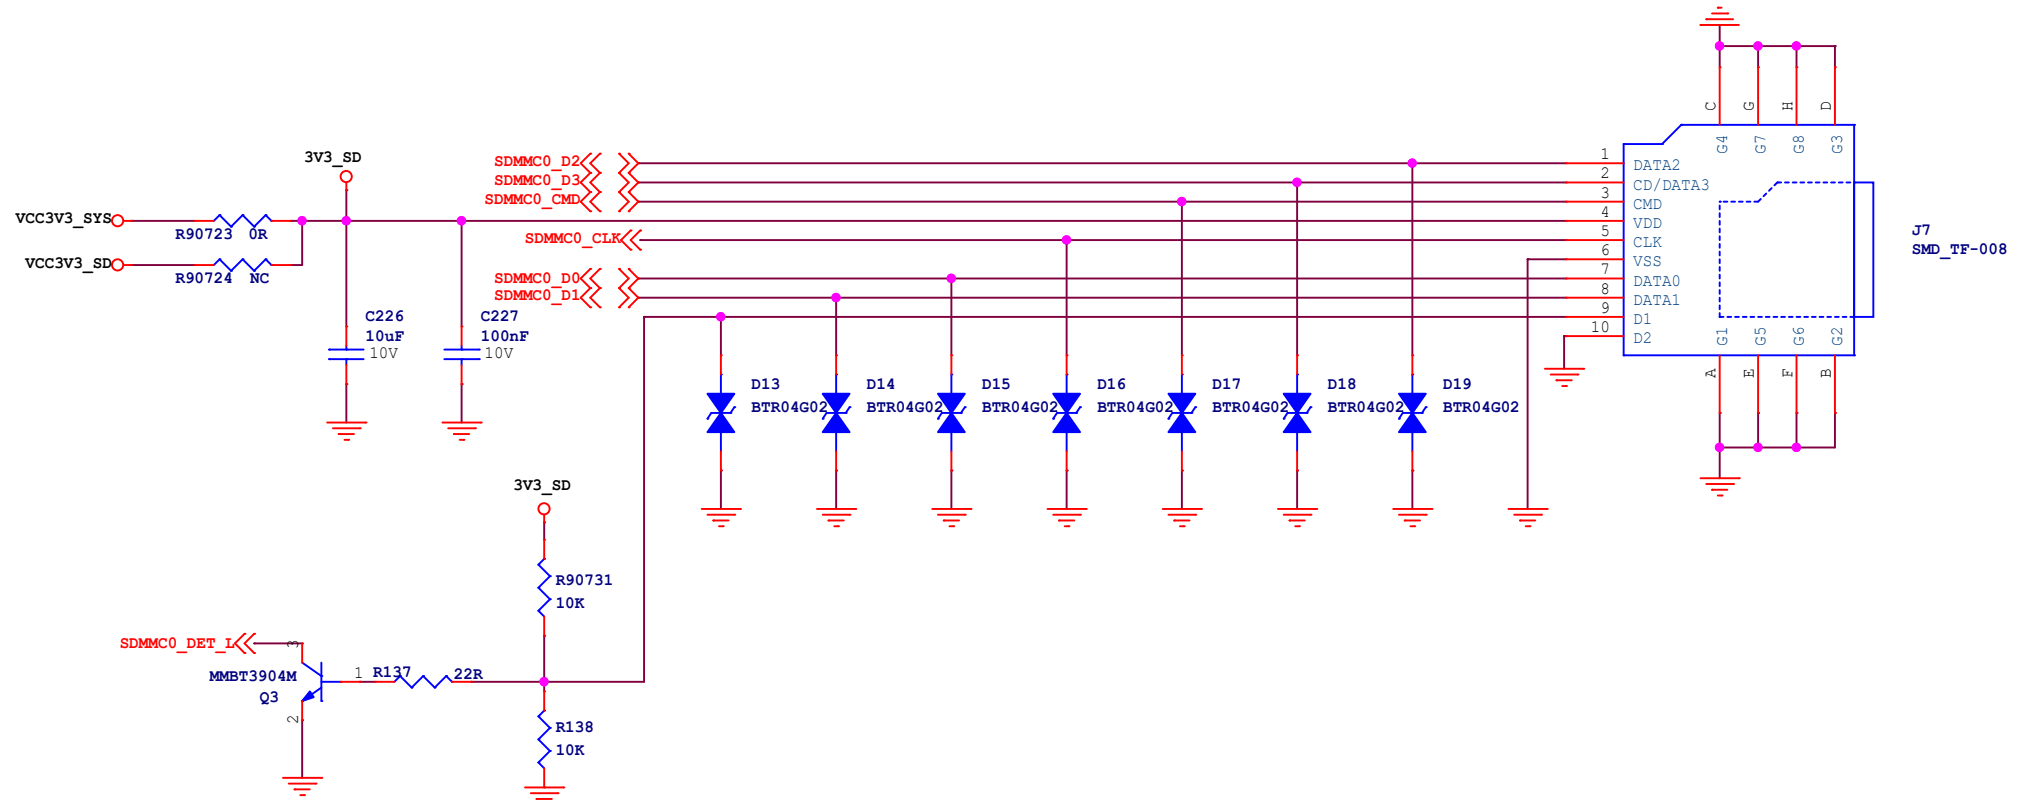 C
G
H
D
G4
G7
G8
G3
3V3_SD
SDMMC0_D2
SDMMC0_D3
SDMMC0_CMD
SDMMC0_CLK
SDMMC0_D0
SDMMC0_D1
VCC3V3_SYS
R90723 0R
VCC3V3_SD
R90724 NC
C226
10uF
10V
C227
100nF
10V
1 DATA2
2 CD/DATA3
3 CMD
4 VDD
5 CLK
6 VSS
7 DATA0
8 DATA1
9 D1
10 D2
J7
SMD_TF-008
G1
G5
G6
G2
A
E
F
B
D13
BTR04G02
D14
BTR04G02
D15
BTR04G02
D16
BTR04G02
D17
BTR04G02
D18
BTR04G02
D19
BTR04G02
3V3_SD
R90731
10K
SDMMC0_DET_L
3
MMBT3904M
Q3
1
R137 22R
2
R138
10K